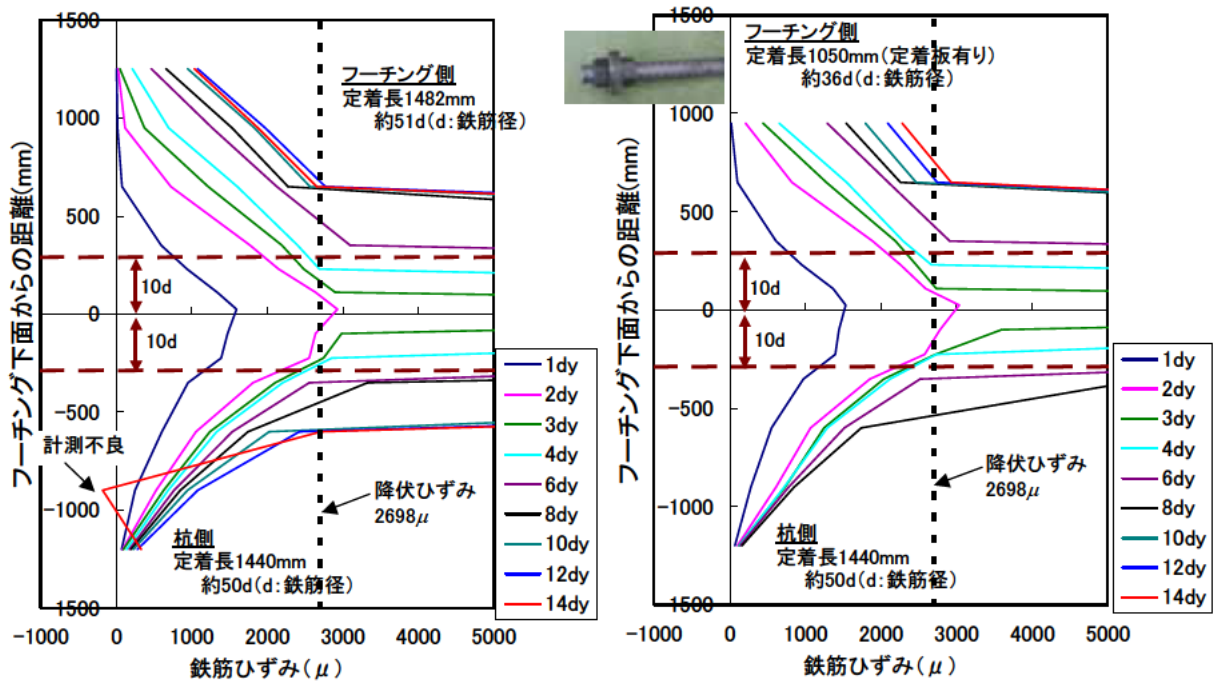 1500
1000
500
0
-500
-1000
1500
フーチング下面からの距離(mm)
フーチング側
定着長1482mm
約51d(d:鉄筋径)
10d
10d
計測不良
降伏ひずみ
2698μ
杭側
定着長1440mm
約50d(d:鉄筋径)
1dy
2dy
3dy
4dy
6dy
8dy
10dy
12dy
14dy
-1000 0 1000 2000 3000 4000 5000
鉄筋ひずみ(μ)
1500
1000
500
0
-500
-1000
1500
フーチング下面からの距離(mm)
フーチング側
定着長1050mm(定着板有り)
約36d(d:鉄筋径)
10d
10d
降伏ひずみ
2698μ
杭側
定着長1440mm
約50d(d:鉄筋径)
1dy
2dy
3dy
4dy
6dy
8dy
10dy
12dy
14dy
-1000 0 1000 2000 3000 4000 5000
鉄筋ひずみ(μ)